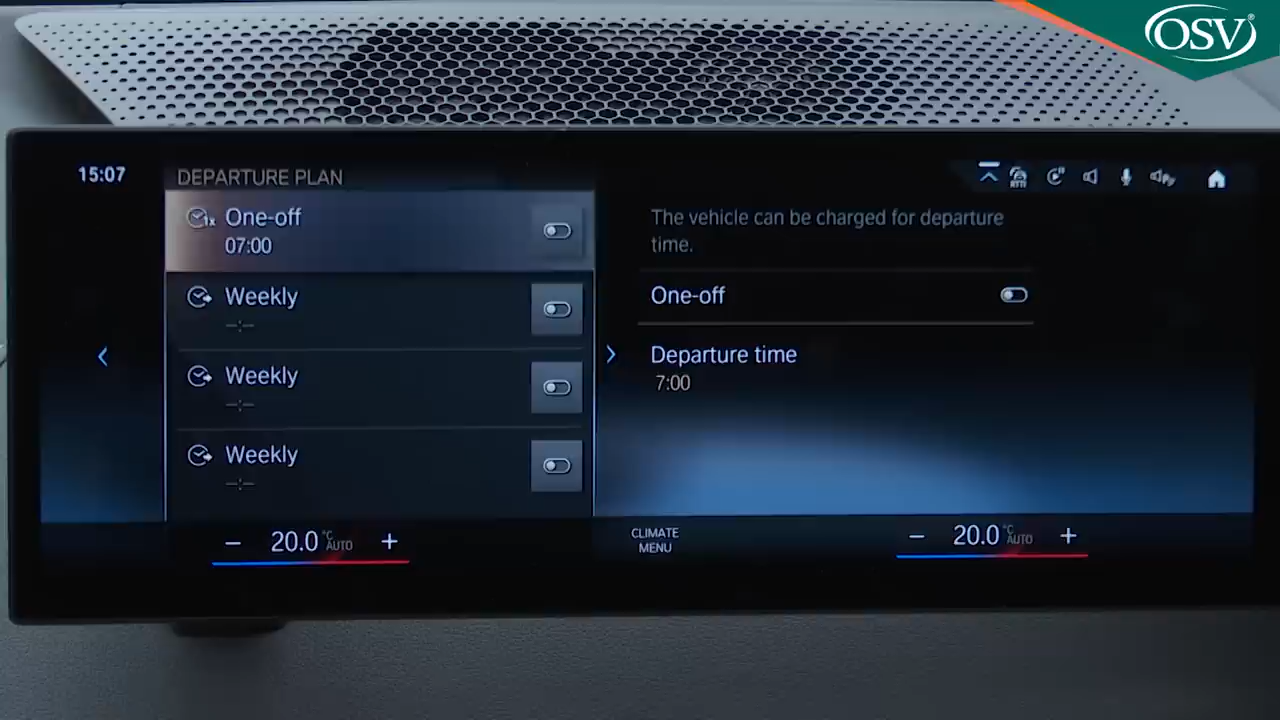 OSV
15:07
DEPARTURE PLAN
One-off
07:00
Weekly
--:--
Weekly
--:--
Weekly
--:--
The vehicle can be charged for departure
time.
One-off
Departure time
7:00
− 20.0 °C AUTO +
CLIMATE
MENU
− 20.0 °C AUTO +